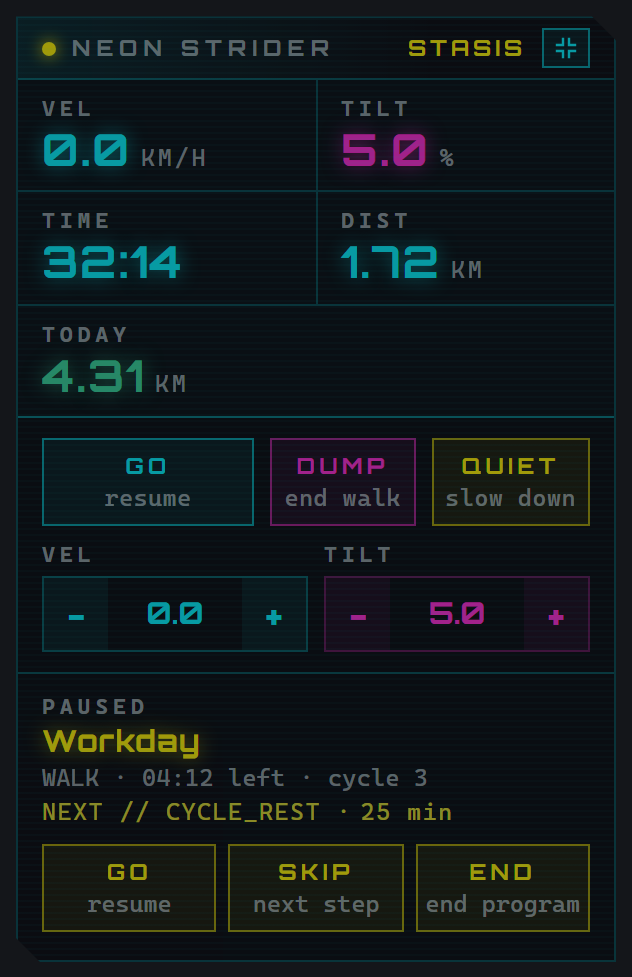 NEON STRIDER STASIS
VEL TILT
0.0 KM/H 5.0 %
TIME DIST
32:14 1.72 KM
TODAY
4.31 KM
GO DUMP QUIET
resume end walk slow down
VEL TILT
- 0.0 + - 5.0 +
PAUSED
Workday
WALK · 04:12 left · cycle 3
NEXT // CYCLE_REST · 25 min
GO SKIP END
resume next step end program